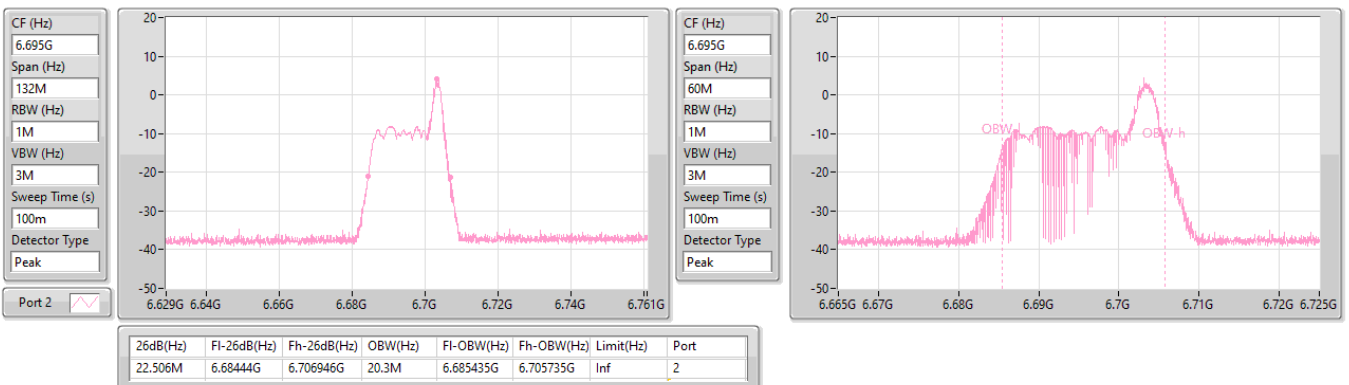 CF (Hz)
6.695G
Span (Hz)
132M
RBW (Hz)
1M
VBW (Hz)
3M
Sweep Time (s)
100m
Detector Type
Peak
Port 2
20
10
0
-10
-20
-30
-40
-50
6.629G 6.64G 6.66G 6.68G 6.7G 6.72G 6.74G 6.761G
CF (Hz)
6.695G
Span (Hz)
60M
RBW (Hz)
1M
VBW (Hz)
3M
Sweep Time (s)
100m
Detector Type
Peak
20
10
0
-10
-20
-30
-40
-50
OBW-l OBW-h
6.665G 6.67G 6.68G 6.69G 6.7G 6.71G 6.72G 6.725G
26dB(Hz) Fl-26dB(Hz) Fh-26dB(Hz) OBW(Hz) Fl-OBW(Hz) Fh-OBW(Hz) Limit(Hz) Port
22.506M 6.68444G 6.706946G 20.3M 6.685435G 6.705735G Inf 2